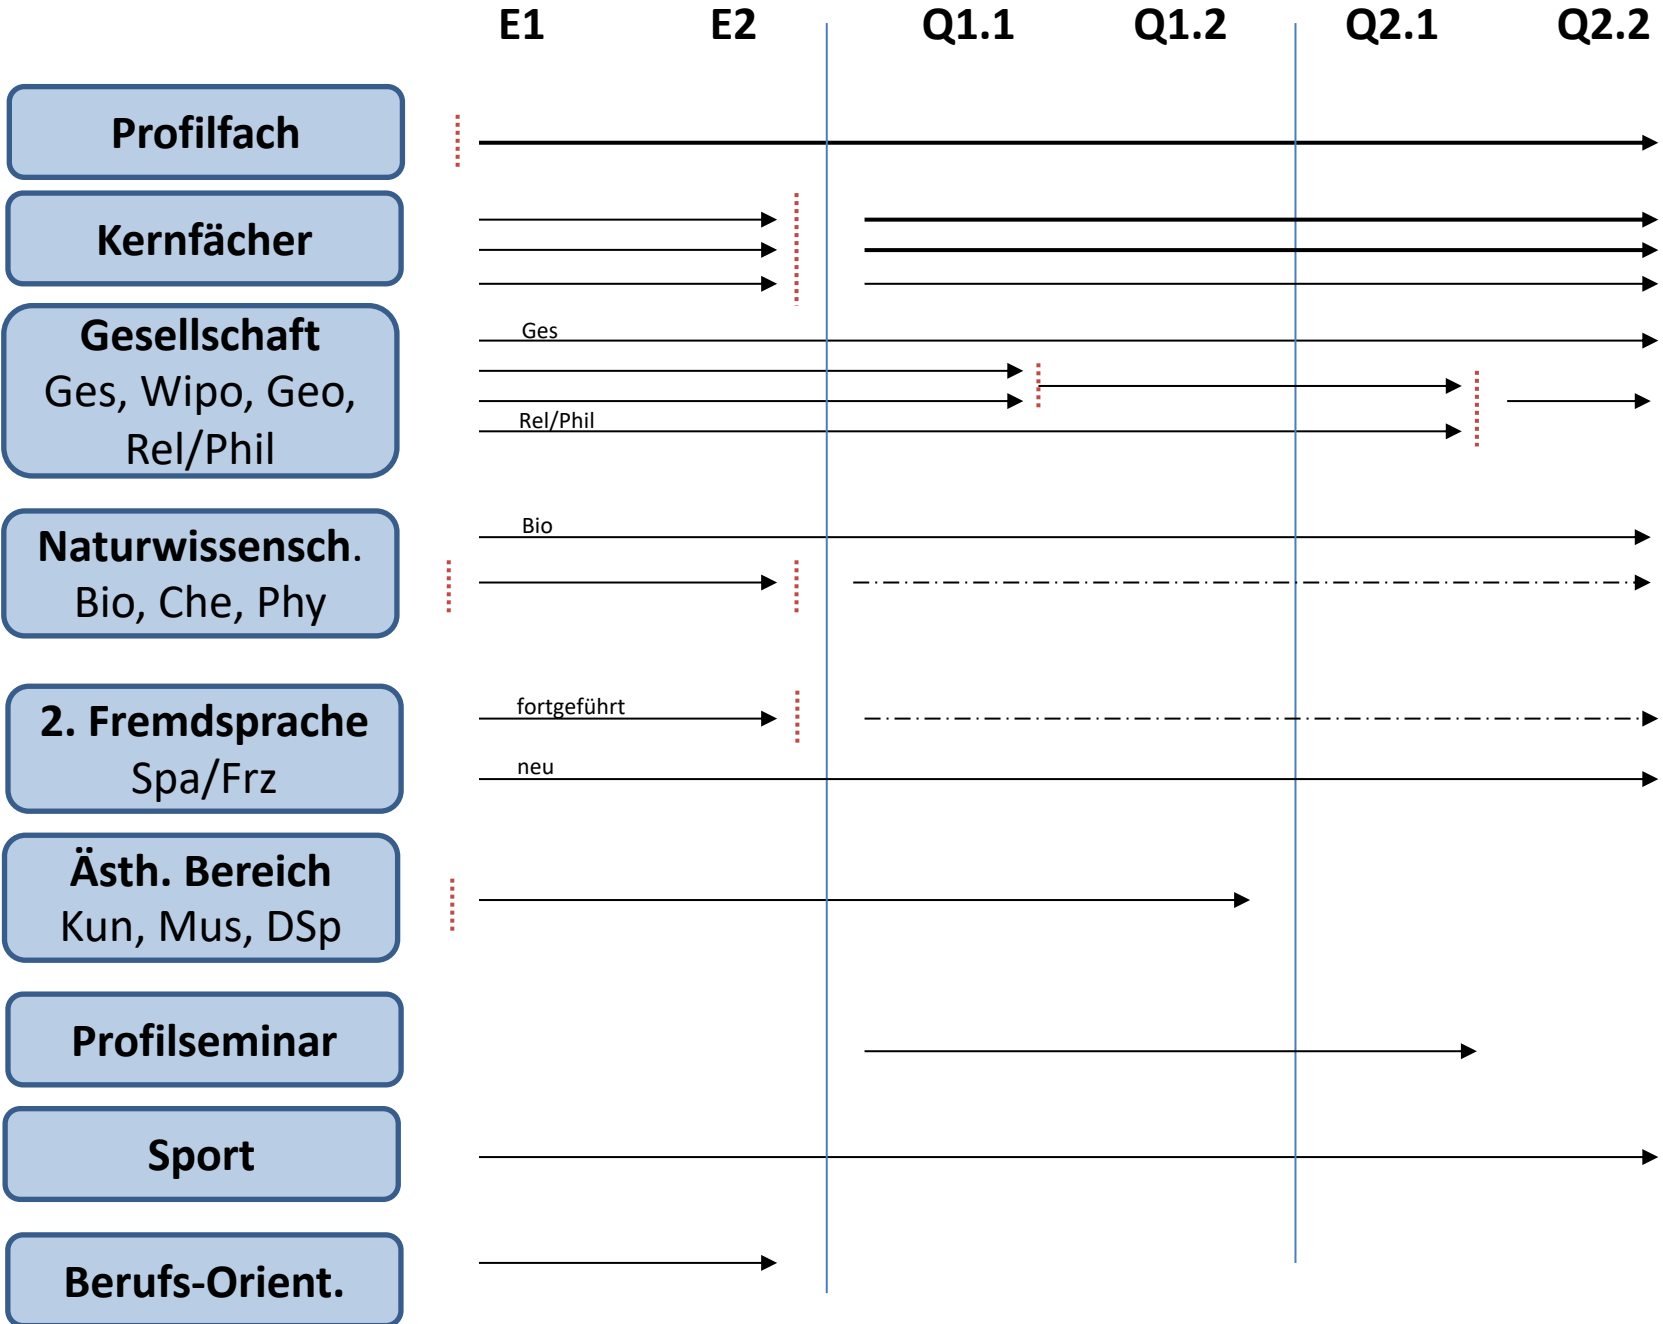 E1 E2 Q1.1 Q1.2 Q2.1 Q2.2
Profilfach
Kernfächer
Gesellschaft
Ges, Wipo, Geo,
Rel/Phil
Ges
Rel/Phil
Naturwissensch.
Bio, Che, Phy
Bio
2. Fremdsprache
Spa/Frz
fortgeführt
neu
Ästh. Bereich
Kun, Mus, DSp
Profilseminar
Sport
Berufs-Orient.